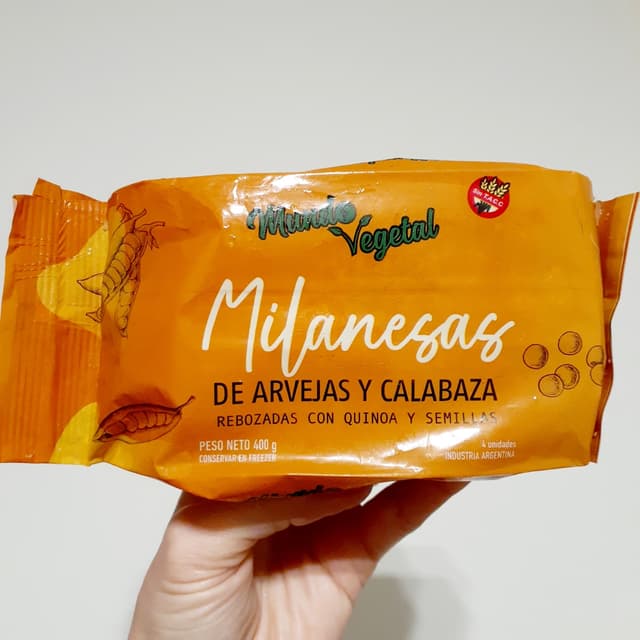 Mundo
Vegetal
Sin T.A.C.C
Milanesas
DE ARVEJAS Y CALABAZA
REBOZADAS CON QUINOA Y SEMILLAS
PESO NETO 400 g
CONSERVAR EN FREEZER
4 unidades
INDUSTRIA ARGENTINA